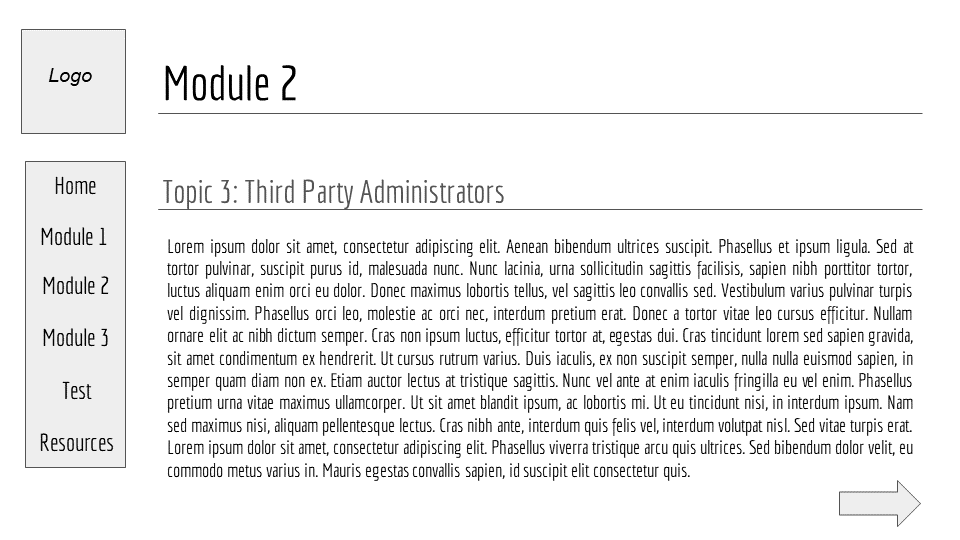 Logo
Module 2
Home
Module 1
Module 2
Module 3
Test
Resources
Topic 3: Third Party Administrators
Lorem ipsum dolor sit amet, consectetur adipiscing elit. Aenean bibendum ultrices suscipit. Phasellus et ipsum ligula. Sed at
tortor pulvinar, suscipit purus id, malesuada nunc. Nunc lacinia, urna sollicitudin sagittis facilisis, sapien nibh porttitor tortor,
luctus aliquam enim orci eu dolor. Donec maximus lobortis tellus, vel sagittis leo convallis sed. Vestibulum varius pulvinar turpis
vel dignissim. Phasellus orci leo, molestie ac orci nec, interdum pretium erat. Donec a tortor vitae leo cursus efficitur. Nullam
ornare elit ac nibh dictum semper. Cras non ipsum luctus, efficitur tortor at, egestas dui. Cras tincidunt lorem sed sapien gravida,
sit amet condimentum ex hendrerit. Ut cursus rutrum varius. Duis iaculis, ex non suscipit semper, nulla nulla euismod sapien, in
semper quam diam non ex. Etiam auctor lectus at tristique sagittis. Nunc vel ante at enim iaculis fringilla eu vel enim. Phasellus
pretium urna vitae maximus ullamcorper. Ut sit amet blandit ipsum, ac lobortis mi. Ut eu tincidunt nisi, in interdum ipsum. Nam
sed maximus nisi, aliquam pellentesque lectus. Cras nibh ante, interdum quis felis vel, interdum volutpat nisl. Sed vitae turpis erat.
Lorem ipsum dolor sit amet, consectetur adipiscing elit. Phasellus viverra tristique arcu quis ultrices. Sed bibendum dolor velit, eu
commodo metus varius in. Mauris egestas convallis sapien, id suscipit elit consectetur quis.